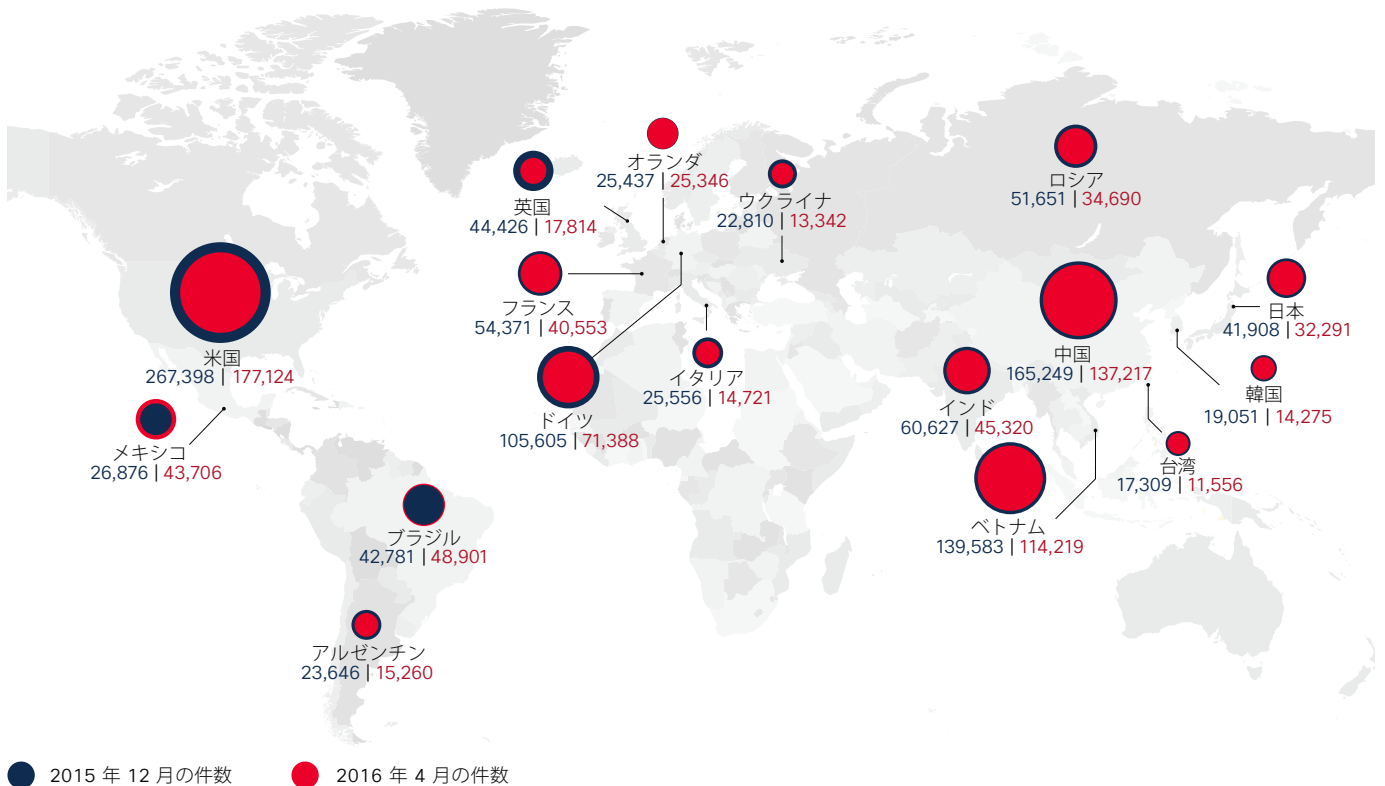 オランダ
25,437 | 25,346
ロシア
51,651 | 34,690
英国
44,426 | 17,814
ウクライナ
22,810 | 13,342
フランス
54,371 | 40,553
日本
41,908 | 32,291
米国
267,398 | 177,124
中国
165,249 | 137,217
イタリア
25,556 | 14,721
韓国
19,051 | 14,275
ドイツ
105,605 | 71,388
インド
60,627 | 45,320
メキシコ
26,876 | 43,706
台湾
17,309 | 11,556
ブラジル
42,781 | 48,901
ベトナム
139,583 | 114,219
アルゼンチン
23,646 | 15,260
2015 年 12 月の件数
2016 年 4 月の件数